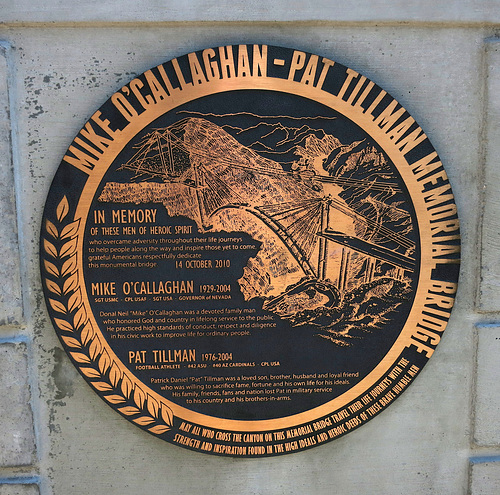 MIKE O'CALLAGHAN - PAT TILLMAN MEMORIAL BRIDGE
IN MEMORY
OF THESE MEN OF HEROIC SPIRIT
who overcame adversity throughout their life journeys
to help people along the way and inspire those yet to come,
grateful Americans respectfully dedicate
this monumental bridge 14 OCTOBER 2010
MIKE O'CALLAGHAN 1929-2004
SGT USMC · CPL USAF · SGT USA · GOVERNOR of NEVADA
Donal Neil "Mike" O'Callaghan was a devoted family man
who honored God and country in lifelong service to the public.
He practiced high standards of conduct, respect and diligence
in his civic work to improve life for ordinary people.
PAT TILLMAN 1976-2004
FOOTBALL ATHLETE · #42 ASU · #40 AZ CARDINALS · CPL USA
Patrick Daniel "Pat" Tillman was a loved son, brother, husband and loyal friend
who was willing to sacrifice fame, fortune and his own life for his ideals.
His family, friends, fans and nation lost Pat in military service
to his country and his brothers-in-arms.
MAY ALL WHO CROSS THE CANYON ON THIS MEMORIAL BRIDGE TRAVEL THEIR LIFE JOURNEYS WITH THE
STRENGTH AND INSPIRATION FOUND IN THE HIGH IDEALS AND HEROIC DEEDS OF THESE BRAVE HUMBLE MEN